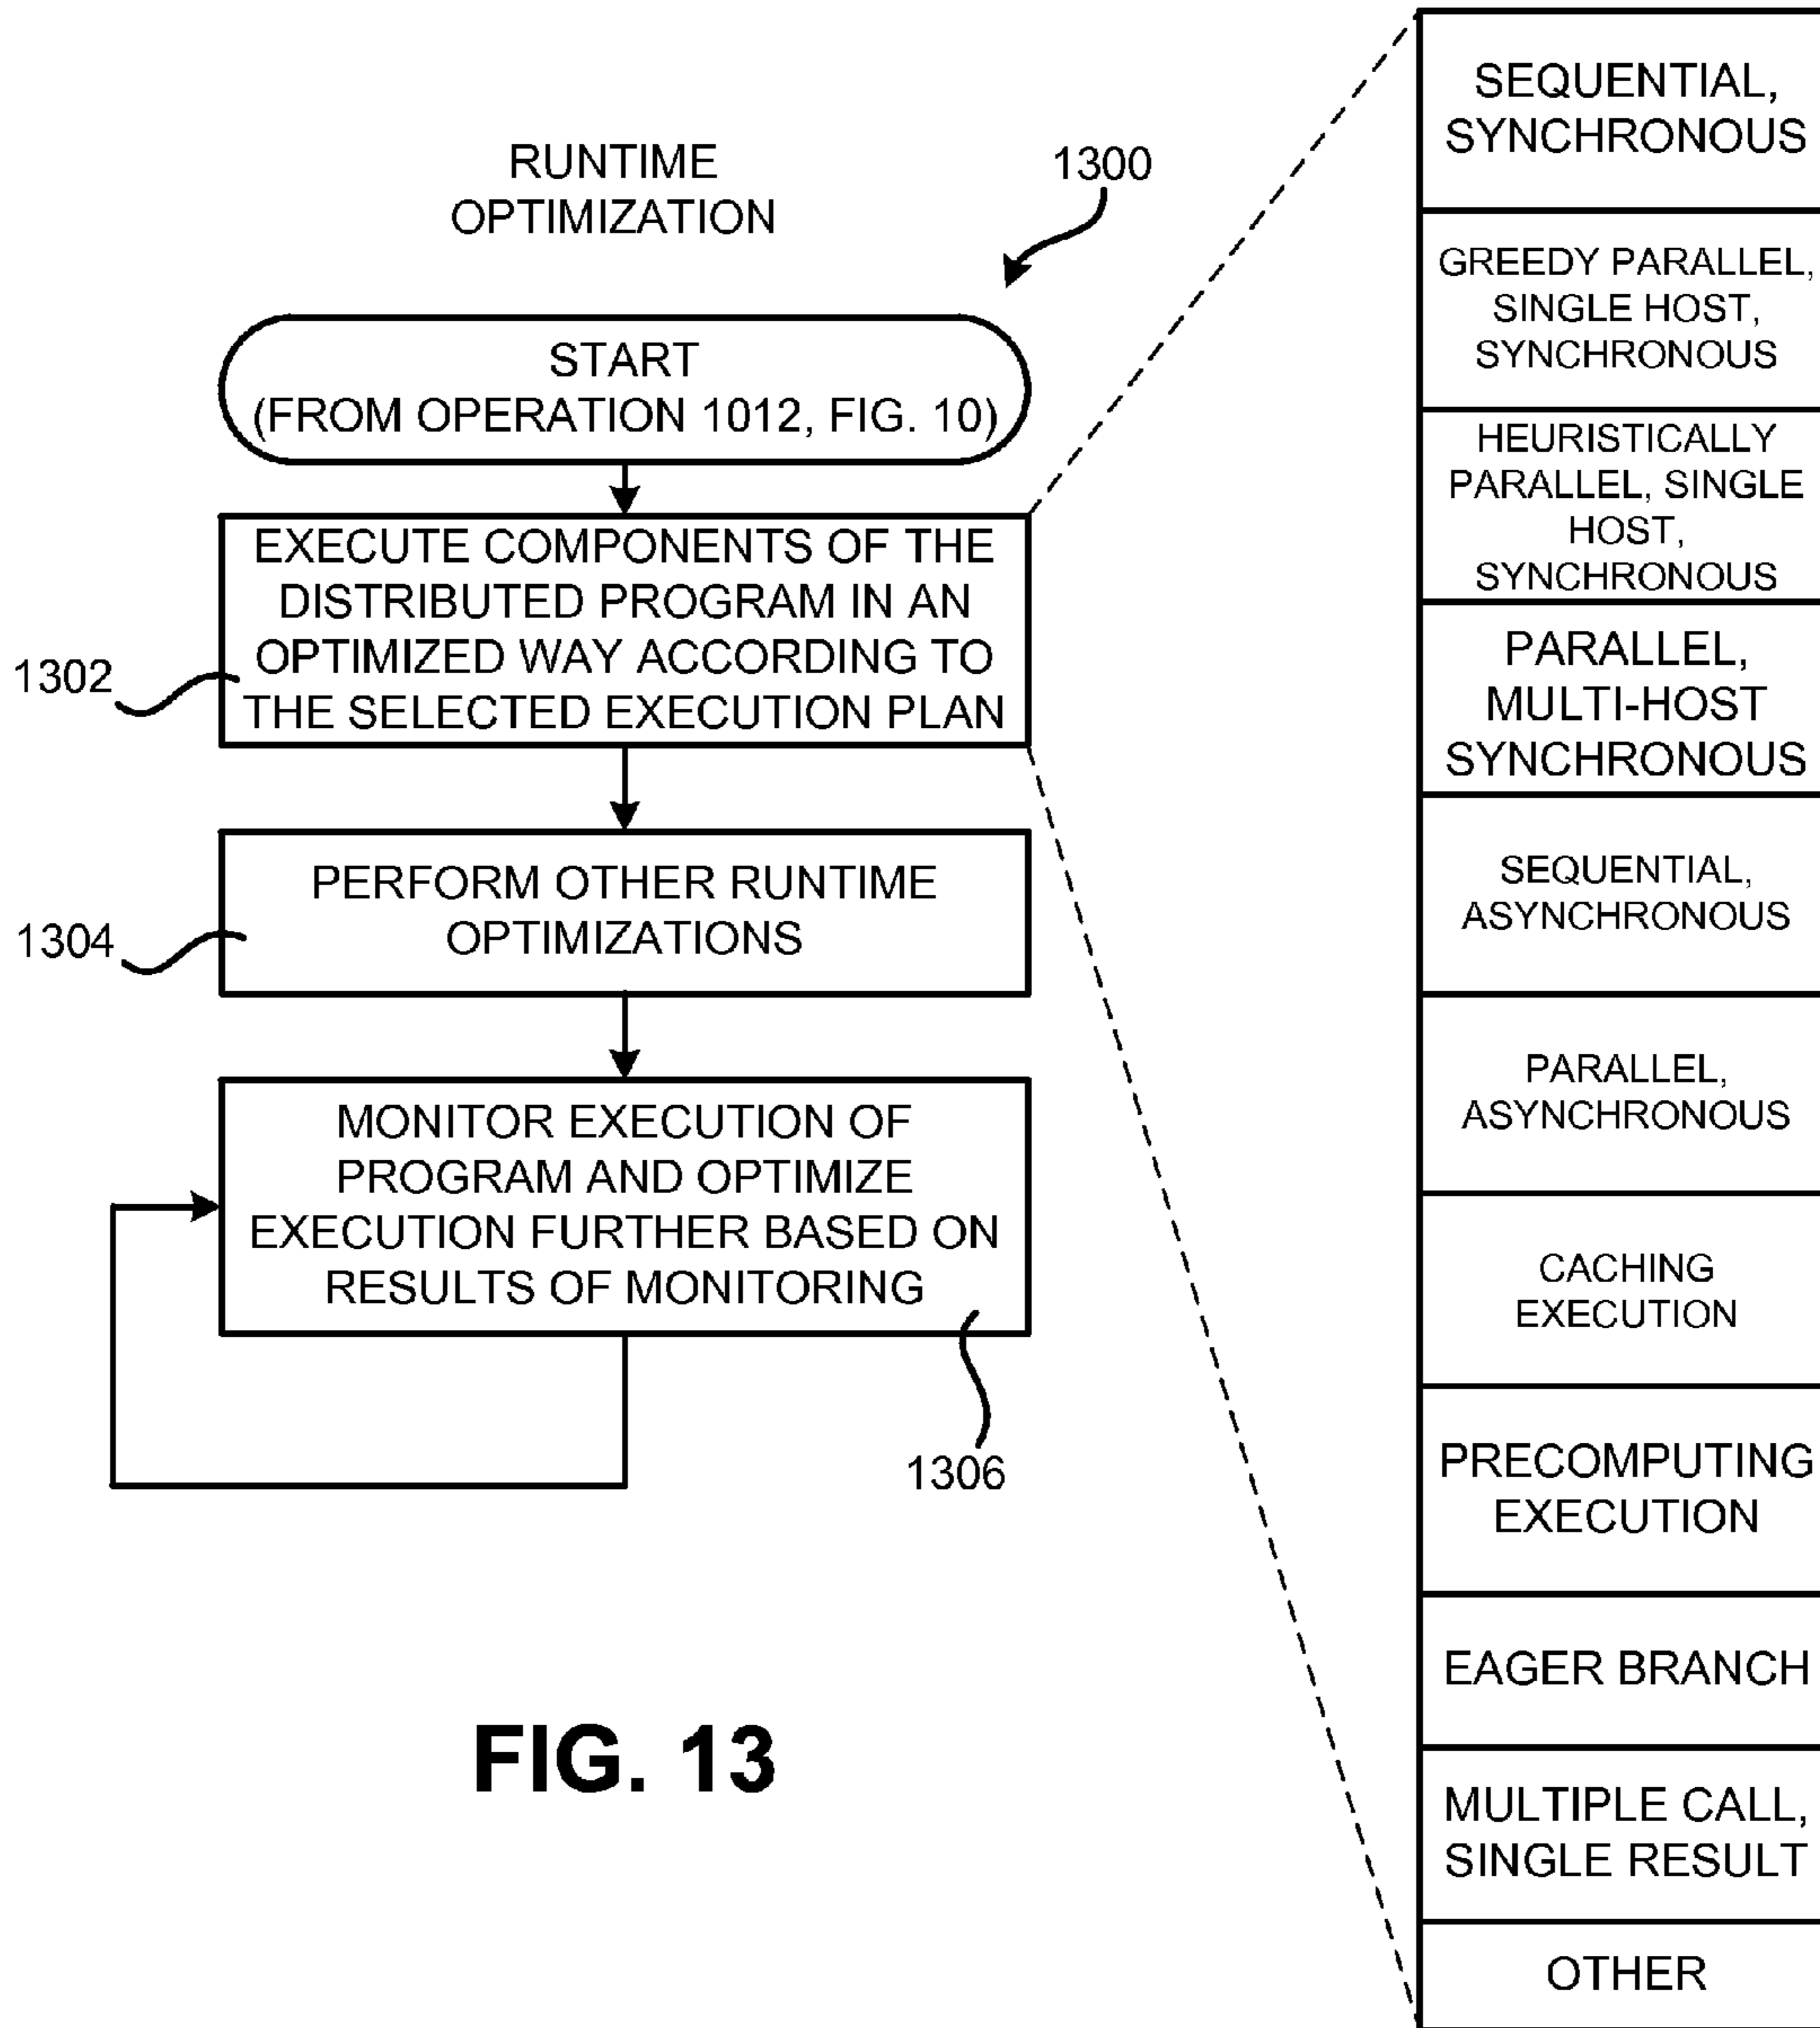 RUNTIME
OPTIMIZATION
1300
START
(FROM OPERATION 1012, FIG. 10)
EXECUTE COMPONENTS OF THE
DISTRIBUTED PROGRAM IN AN
OPTIMIZED WAY ACCORDING TO
THE SELECTED EXECUTION PLAN
1302
PERFORM OTHER RUNTIME
OPTIMIZATIONS
1304
MONITOR EXECUTION OF
PROGRAM AND OPTIMIZE
EXECUTION FURTHER BASED ON
RESULTS OF MONITORING
1306
SEQUENTIAL,
SYNCHRONOUS
GREEDY PARALLEL,
SINGLE HOST,
SYNCHRONOUS
HEURISTICALLY
PARALLEL, SINGLE
HOST,
SYNCHRONOUS
PARALLEL,
MULTI-HOST
SYNCHRONOUS
SEQUENTIAL,
ASYNCHRONOUS
PARALLEL,
ASYNCHRONOUS
CACHING
EXECUTION
PRECOMPUTING
EXECUTION
EAGER BRANCH
MULTIPLE CALL,
SINGLE RESULT
OTHER
FIG. 13